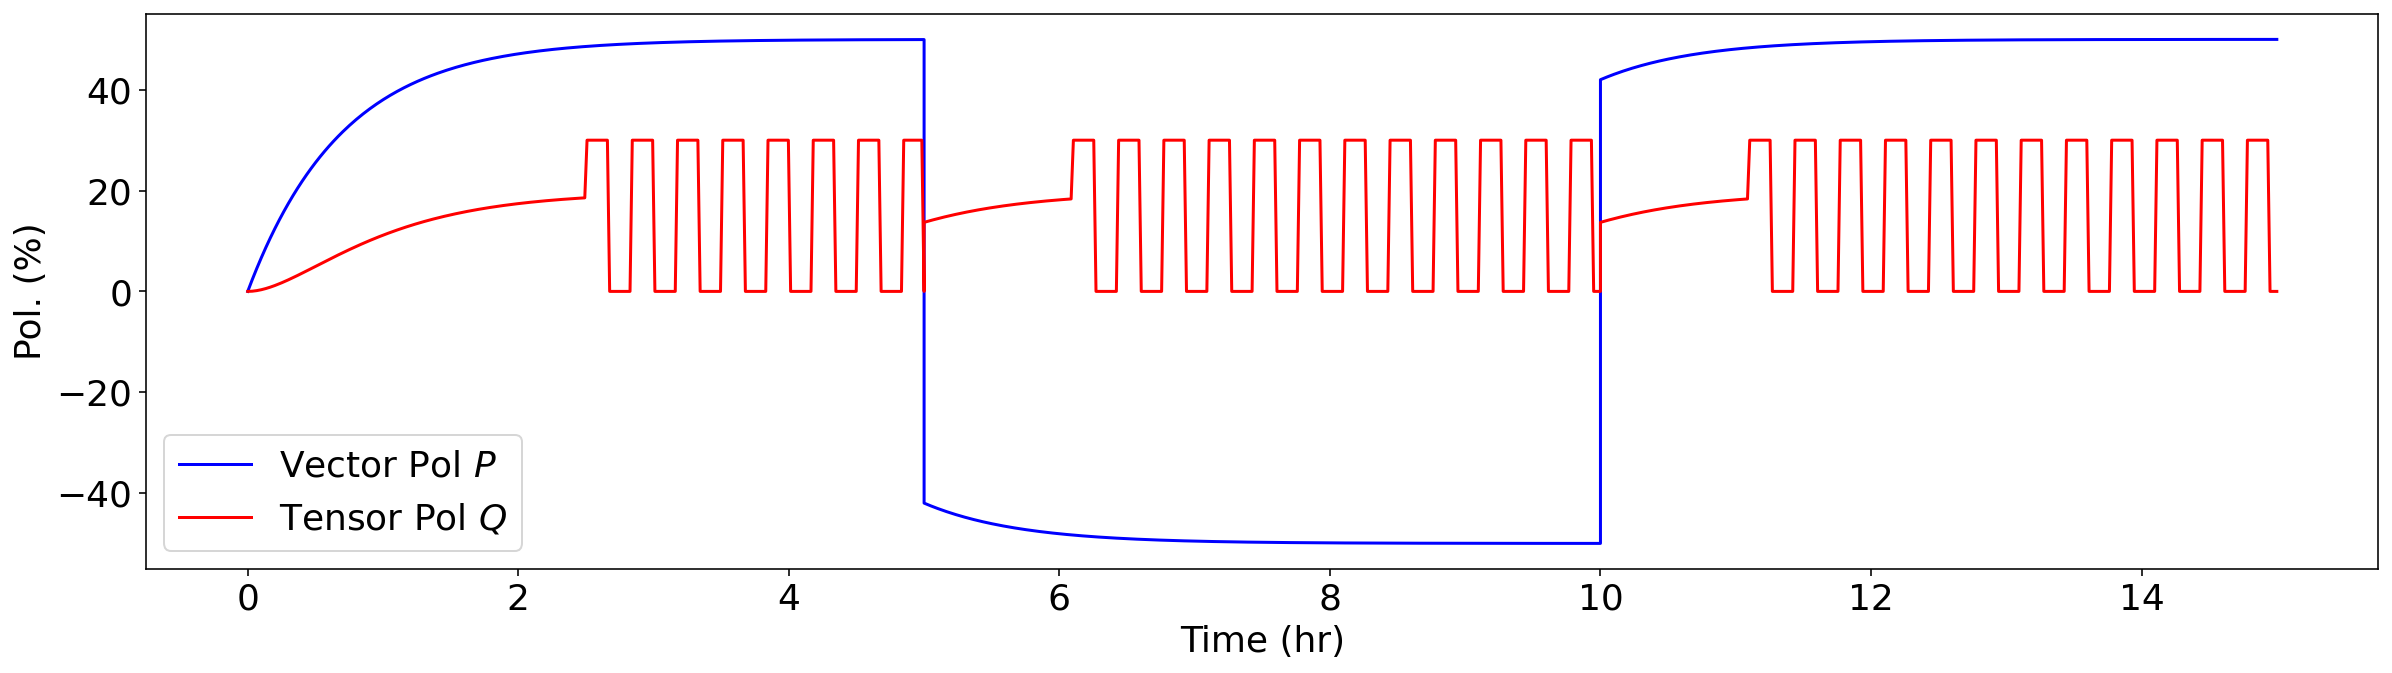 Pol. (%)
40
20
0
−20
−40
Vector Pol P
Tensor Pol Q
0 2 4 6 8 10 12 14
Time (hr)